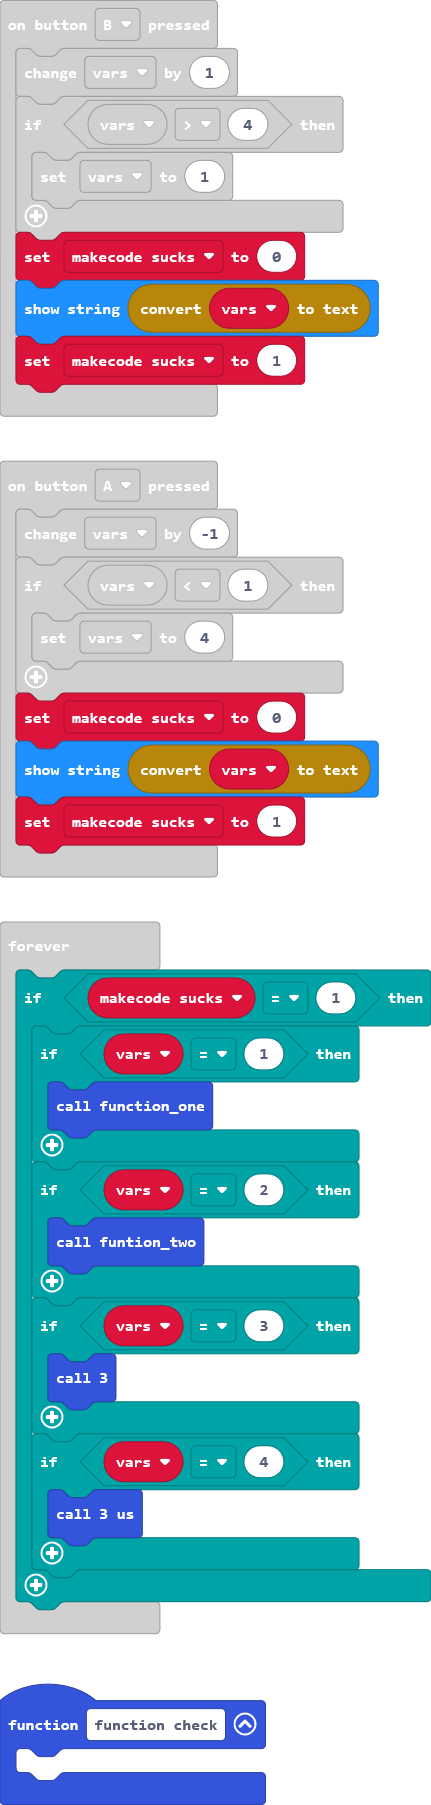 on button B pressed
change vars by 1
if vars > 4 then
set vars to 1
set makecode sucks to 0
show string convert vars to text
set makecode sucks to 1
on button A pressed
change vars by -1
if vars < 1 then
set vars to 4
set makecode sucks to 0
show string convert vars to text
set makecode sucks to 1
forever
if makecode sucks = 1 then
if vars = 1 then
call function_one
if vars = 2 then
call funtion_two
if vars = 3 then
call 3
if vars = 4 then
call 3 us
function function check